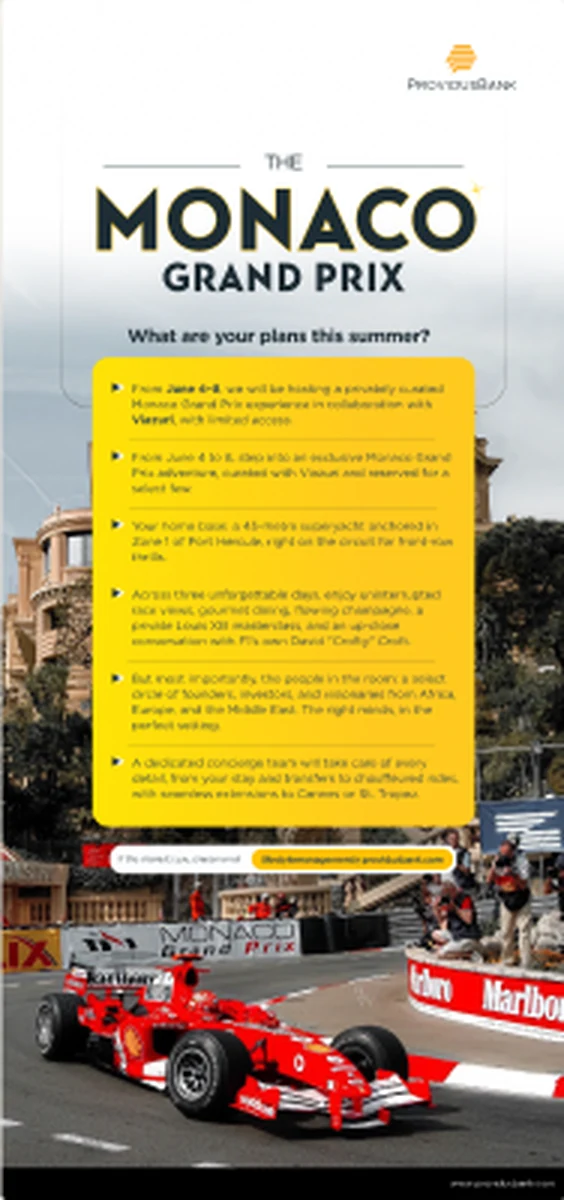 PROVIDUSBANK
THE
MONACO
GRAND PRIX
What are your plans this summer?
From June 4-8, we will be hosting a privately curated
Monaco Grand Prix experience in collaboration with
Viazuri, with limited access.
From June 4 to 8, step into an exclusive Monaco Grand
Prix adventure, curated with Viazuri and reserved for a
select few.
Your home base: a 45-metre superyacht anchored in
Zone 1 of Port Hercule, right on the circuit for front-row
thrills.
Across three unforgettable days, enjoy uninterrupted
race views, gourmet dining, flowing champagne, a
private Louis XIII masterclass, and an up-close
conversation with F1's own David "Crofty" Croft.
But most importantly, the people in the room: a select
circle of founders, investors, and visionaries from Africa,
Europe, and the Middle East. The right minds, in the
perfect setting.
A dedicated concierge team will take care of every
detail, from your stay and transfers to chauffeured rides,
with seamless extensions to Cannes or St. Tropez.
MONACO
Grand Prix
Marlboro
Marlboro